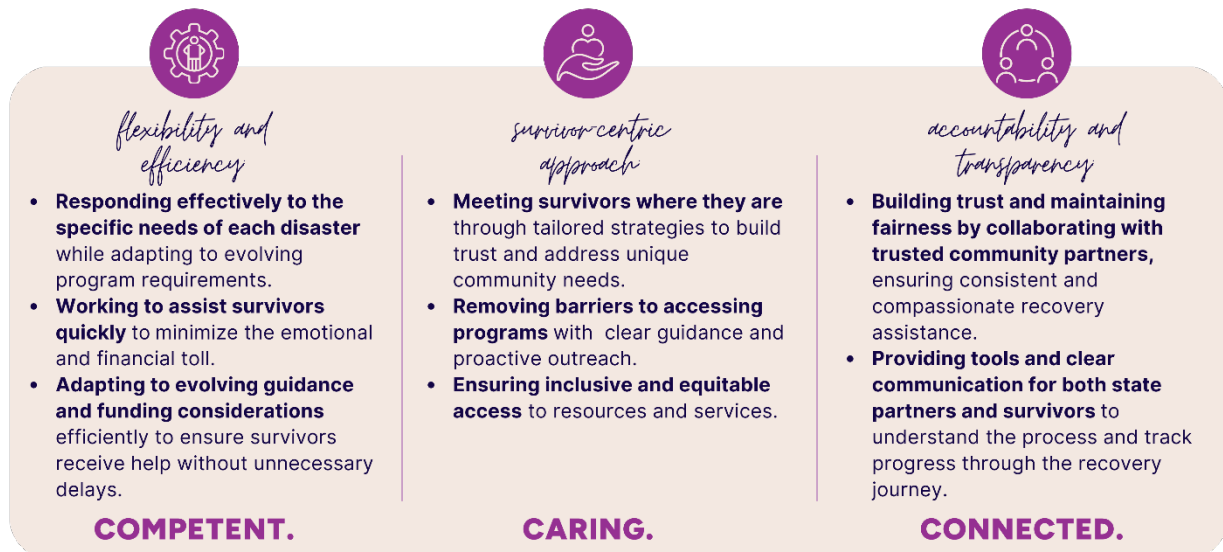 flexibility and
efficiency
• Responding effectively to the
specific needs of each disaster
while adapting to evolving
program requirements.
• Working to assist survivors
quickly to minimize the emotional
and financial toll.
• Adapting to evolving guidance
and funding considerations
efficiently to ensure survivors
receive help without unnecessary
delays.
COMPETENT.
survivor-centric
approach
• Meeting survivors where they are
through tailored strategies to build
trust and address unique
community needs.
• Removing barriers to accessing
programs with clear guidance and
proactive outreach.
• Ensuring inclusive and equitable
access to resources and services.
CARING.
accountability and
transparency
• Building trust and maintaining
fairness by collaborating with
trusted community partners,
ensuring consistent and
compassionate recovery
assistance.
• Providing tools and clear
communication for both state
partners and survivors to
understand the process and track
progress through the recovery
journey.
CONNECTED.